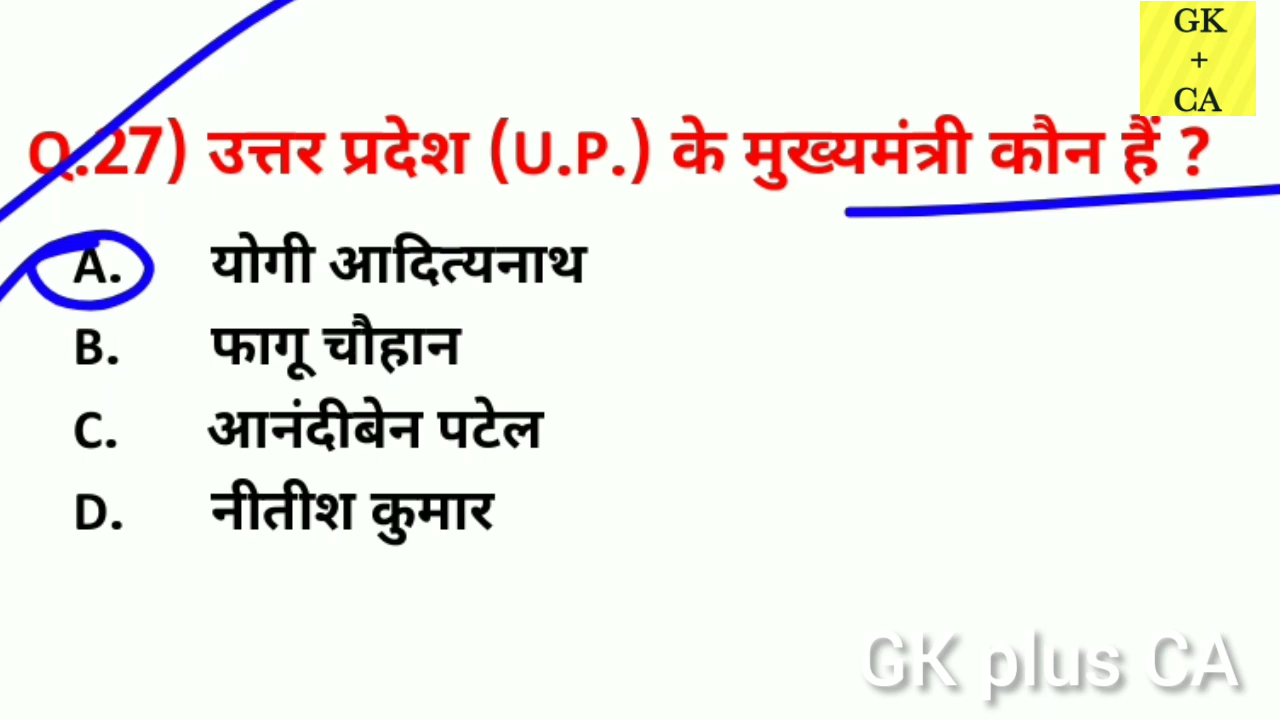 GK
+
CA
Q.27) उत्तर प्रदेश (U.P.) के मुख्यमंत्री कौन हैं ?
A. योगी आदित्यनाथ
B. फागू चौहान
C. आनंदीबेन पटेल
D. नीतीश कुमार
GK plus CA